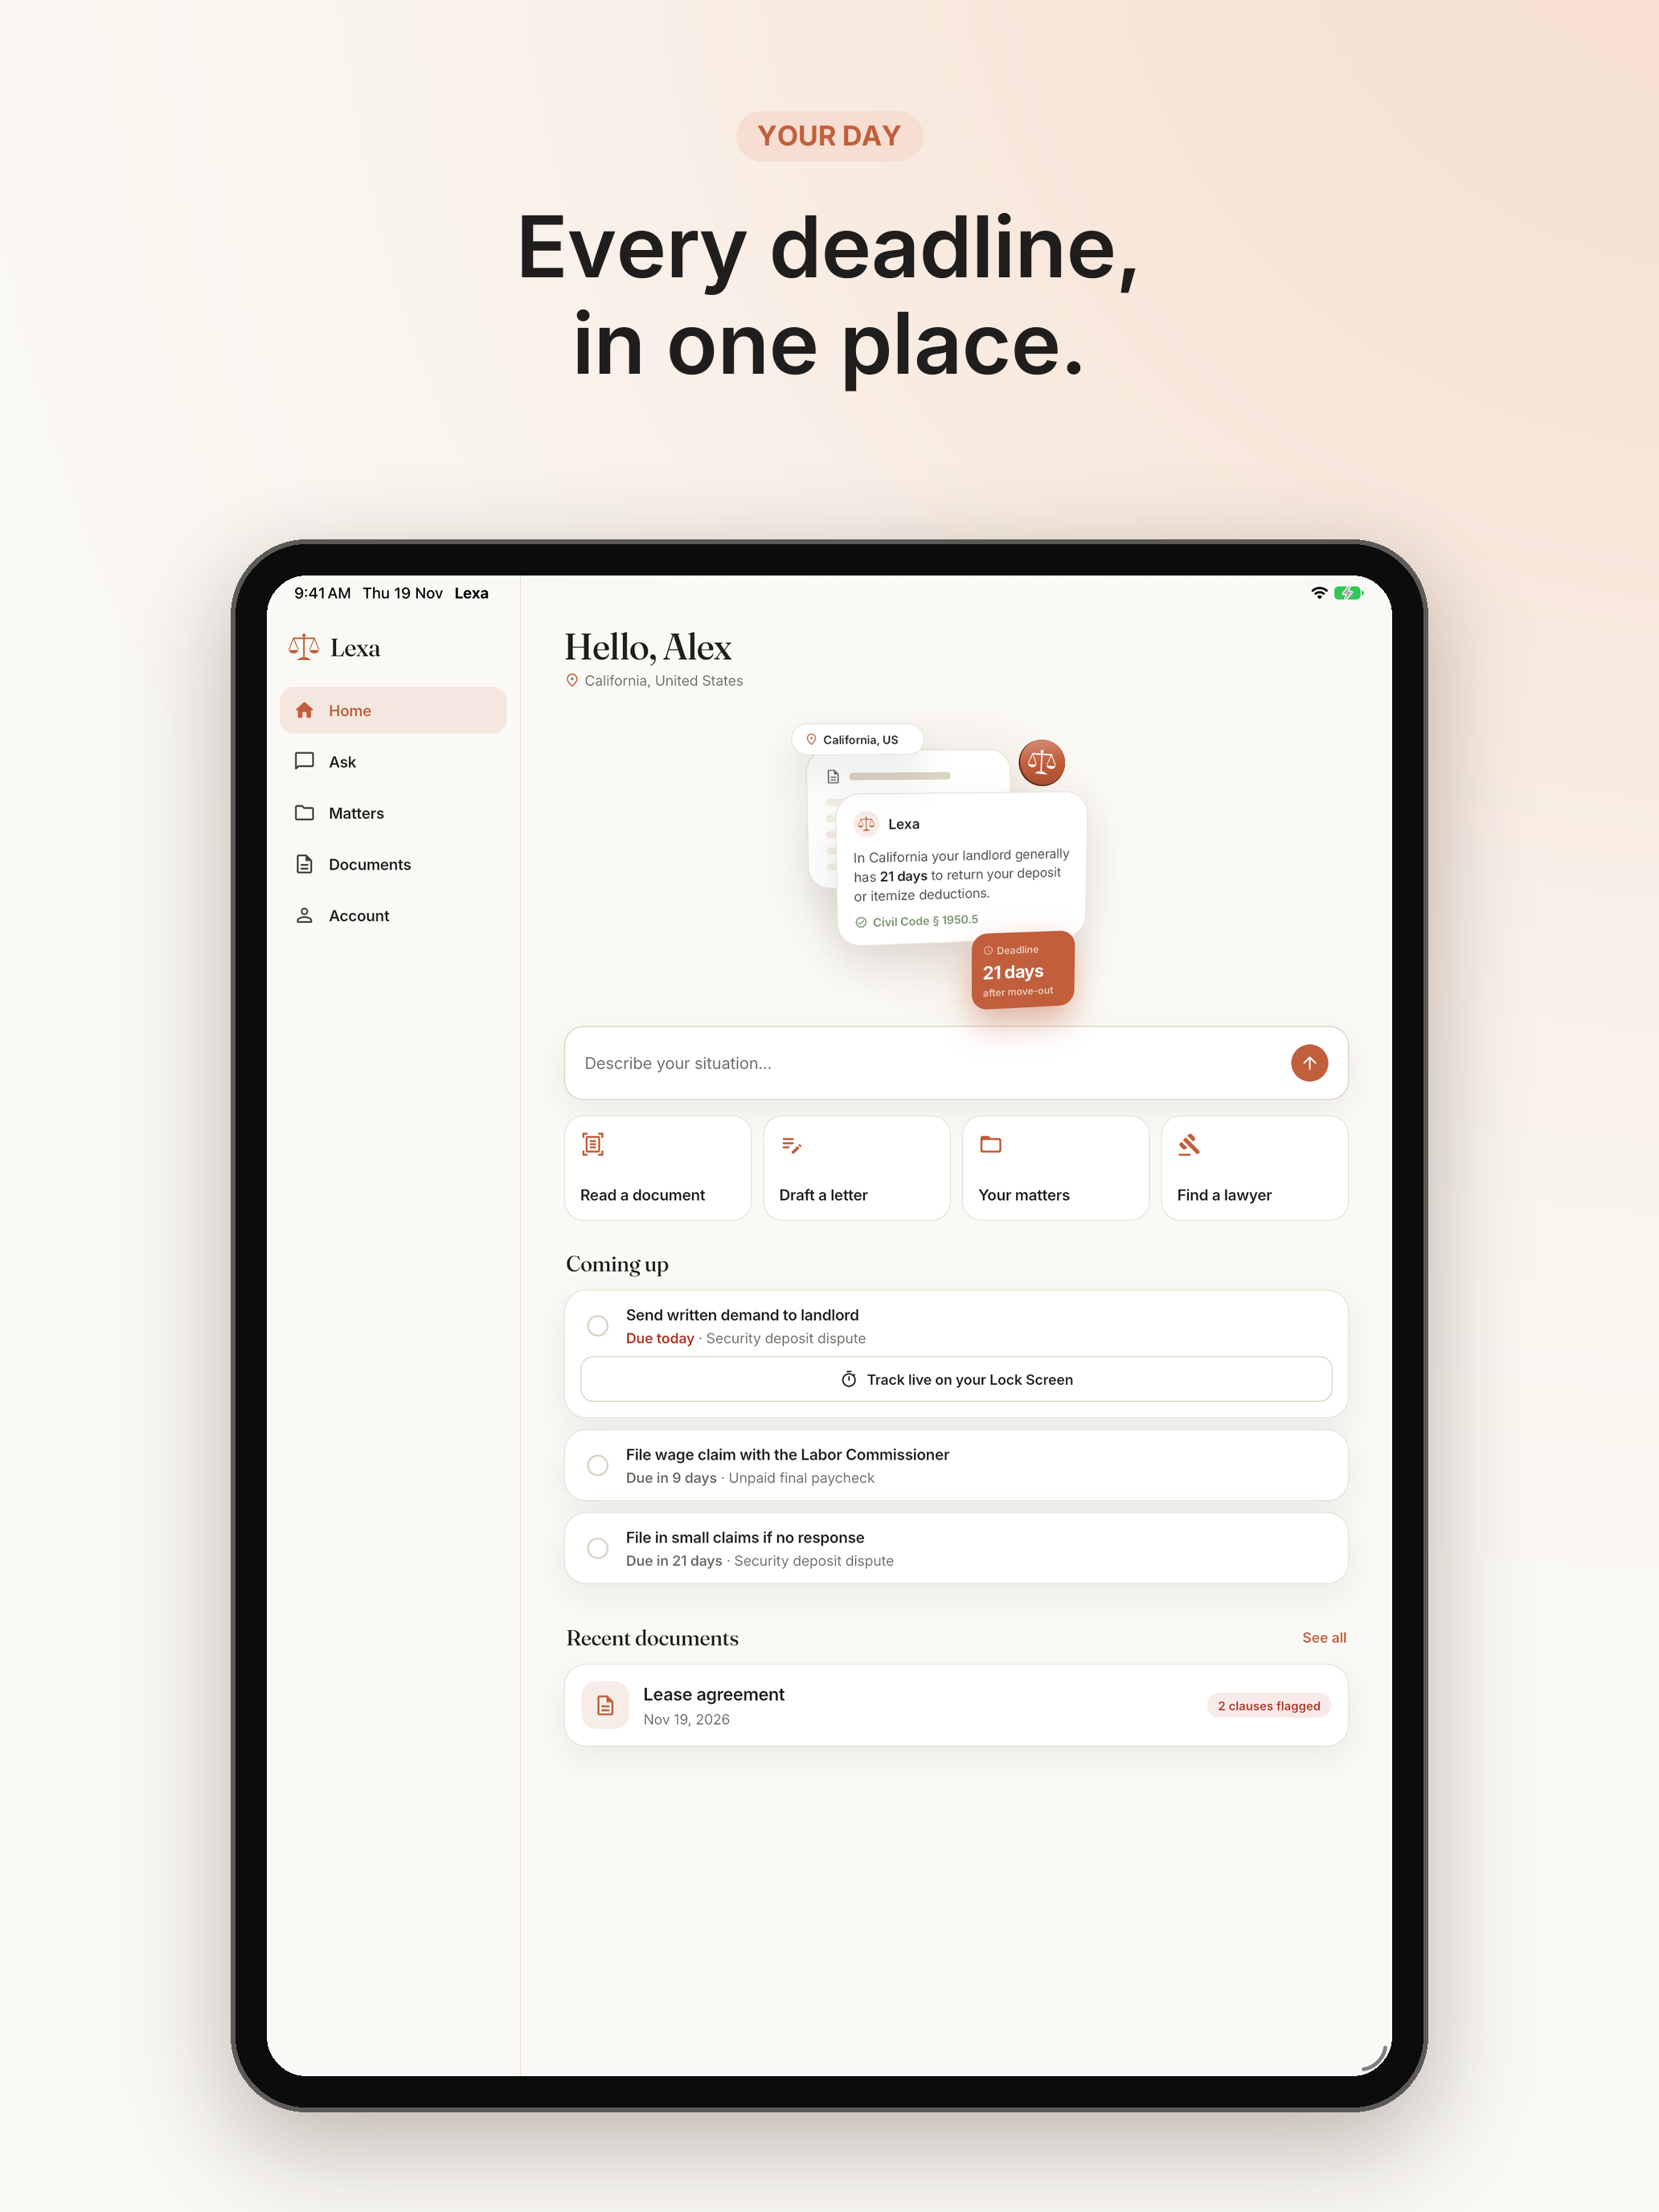 YOUR DAY
Every deadline,
in one place.
9:41 AM Thu 19 Nov Lexa
Lexa
Home
Ask
Matters
Documents
Account
Hello, Alex
California, United States
California, US
Lexa
In California your landlord generally
has 21 days to return your deposit
or itemize deductions.
Civil Code § 1950.5
Deadline
21 days
after move-out
Describe your situation...
Read a document
Draft a letter
Your matters
Find a lawyer
Coming up
Send written demand to landlord
Due today · Security deposit dispute
Track live on your Lock Screen
File wage claim with the Labor Commissioner
Due in 9 days · Unpaid final paycheck
File in small claims if no response
Due in 21 days · Security deposit dispute
Recent documents
See all
Lease agreement
Nov 19, 2026
2 clauses flagged